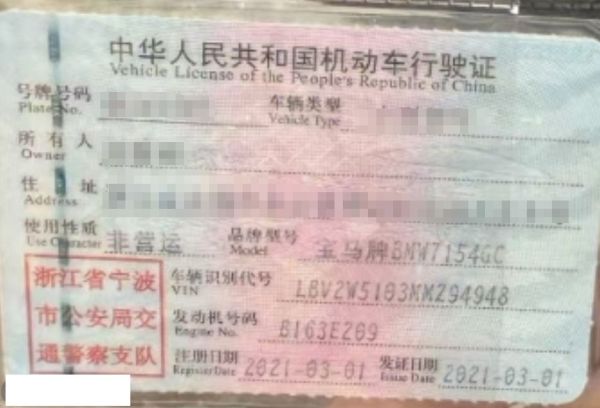 中华人民共和国机动车行驶证
Vehicle License of the People's Republic of China
号牌号码 车辆类型
Plate No. Vehicle Type
所有人
Owner
住址
Address
使用性质 非营运 品牌型号 宝马牌BMW7154GC
Use Character Model
浙江省宁波
市公安局交
通警察支队
车辆识别代号 LBV2W5103MM294948
VIN
发动机号码 B163E209
Engine No.
注册日期 2021-03-01 发证日期 2021-03-01
Register Date Issue Date